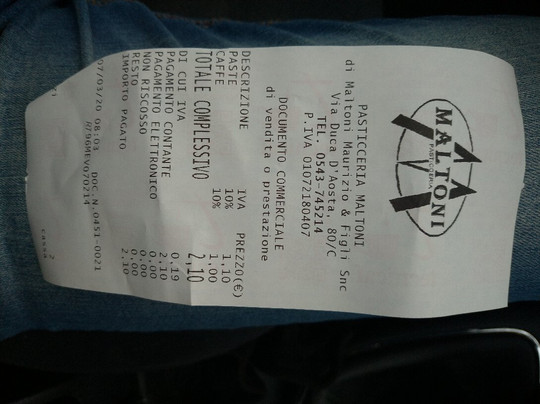 MALTONI
PASTICCERIA
PASTICCERIA MALTONI
di Maltoni Maurizio & Figli Snc
Via Duca D'Aosta, 80/C
TEL. 0543-745214
P.IVA 01072180407
DOCUMENTO COMMERCIALE
di vendita o prestazione
DESCRIZIONE IVA PREZZO(€)
PASTE 10% 1,10
CAFFE 10% 1,00
TOTALE COMPLESSIVO 2,10
DI CUI IVA 0,19
PAGAMENTO CONTANTE 2,10
PAGAMENTO ELETTRONICO 0,00
NON RISCOSSO 0,00
RESTO 0,00
IMPORTO PAGATO 2,10
07/03/20 08:01 DOC.N.0451-0021
CASSA 2